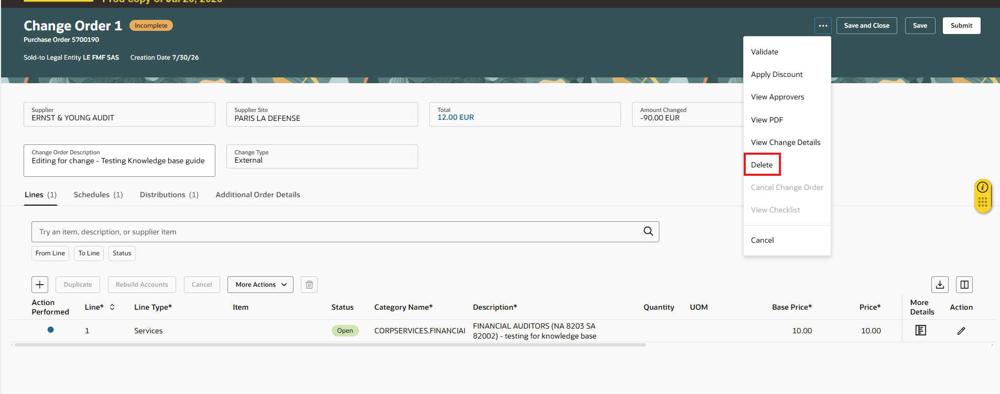 Prod copy of Jul 20, 2026
Change Order 1 Incomplete
Purchase Order 5700190
Sold-to Legal Entity LE FMF SAS Creation Date 7/30/26
... Save and Close Save Submit
Validate
Apply Discount
View Approvers
View PDF
View Change Details
Delete
Cancel Change Order
View Checklist
Cancel
Supplier
ERNST & YOUNG AUDIT
Supplier Site
PARIS LA DEFENSE
Total
12.00 EUR
Amount Changed
-90.00 EUR
Change Order Description
Editing for change - Testing Knowledge base guide
Change Type
External
Lines (1) Schedules (1) Distributions (1) Additional Order Details
Try an item, description, or supplier item
From Line To Line Status
Duplicate Rebuild Accounts Cancel More Actions
Action Performed Line* Line Type* Item Status Category Name* Description* Quantity UOM Base Price* Price* More Details Action
1 Services Open CORPSERVICES.FINANCIAL FINANCIAL AUDITORS (NA 8203 SA 10.00 10.00
82002) - testing for knowledge base